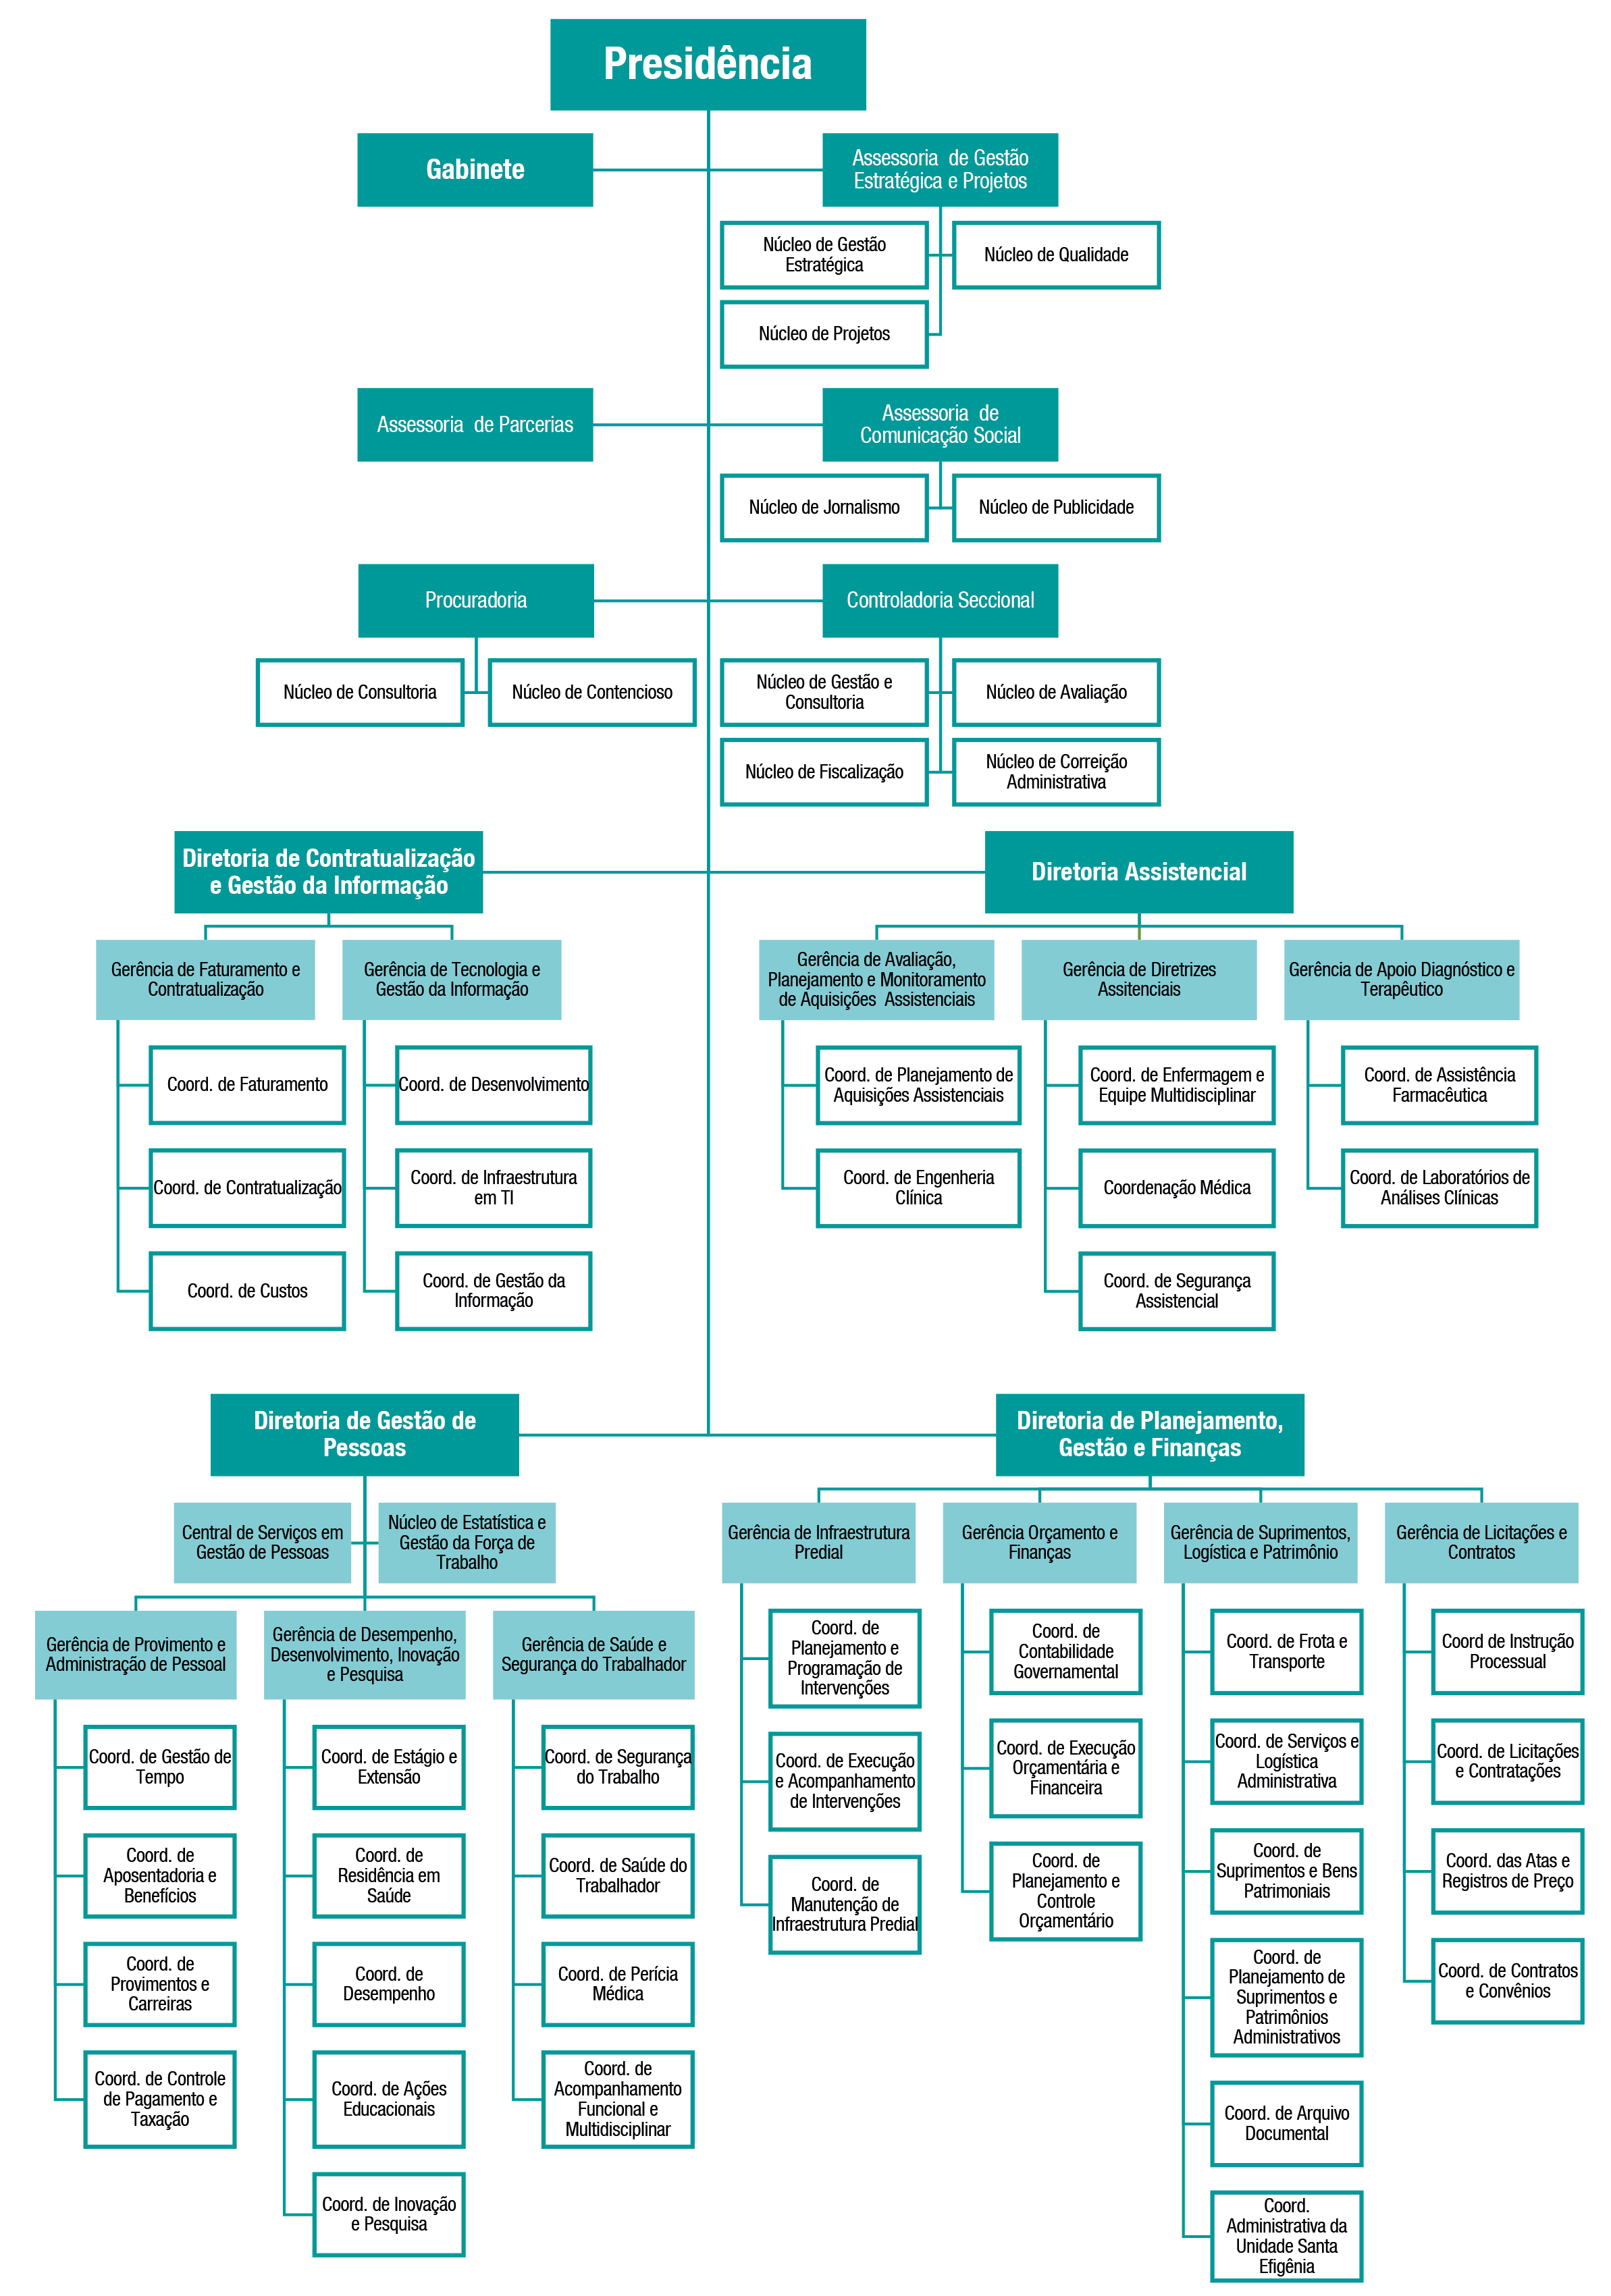 Presidência
Gabinete
Assessoria de Gestão
Estratégica e Projetos
Núcleo de Gestão
Estratégica
Núcleo de Qualidade
Núcleo de Projetos
Assessoria de Parcerias
Assessoria de
Comunicação Social
Núcleo de Jornalismo
Núcleo de Publicidade
Procuradoria
Controladoria Seccional
Núcleo de Consultoria
Núcleo de Contencioso
Núcleo de Gestão e
Consultoria
Núcleo de Avaliação
Núcleo de Fiscalização
Núcleo de Correição
Administrativa
Diretoria de Contratualização
e Gestão da Informação
Diretoria Assistencial
Gerência de Faturamento e
Contratualização
Gerência de Tecnologia e
Gestão da Informação
Gerência de Avaliação,
Planejamento e Monitoramento
de Aquisições Assistenciais
Gerência de Diretrizes
Assitenciais
Gerência de Apoio Diagnóstico e
Terapêutico
Coord. de Faturamento
Coord. de Contratualização
Coord. de Custos
Coord. de Desenvolvimento
Coord. de Infraestrutura
em TI
Coord. de Gestão da
Informação
Coord. de Planejamento de
Aquisições Assistenciais
Coord. de Engenheria
Clínica
Coord. de Enfermagem e
Equipe Multidisciplinar
Coordenação Médica
Coord. de Segurança
Assistencial
Coord. de Assistência
Farmacêutica
Coord. de Laboratórios de
Análises Clínicas
Diretoria de Gestão de
Pessoas
Diretoria de Planejamento,
Gestão e Finanças
Central de Serviços em
Gestão de Pessoas
Núcleo de Estatística e
Gestão da Força de
Trabalho
Gerência de Provimento e
Administração de Pessoal
Gerência de Desempenho,
Desenvolvimento, Inovação
e Pesquisa
Gerência de Saúde e
Segurança do Trabalhador
Coord. de Gestão de
Tempo
Coord. de
Aposentadoria e
Benefícios
Coord. de
Provimentos e
Carreiras
Coord. de Controle
de Pagamento e
Taxação
Coord. de Estágio e
Extensão
Coord. de
Residência em
Saúde
Coord. de
Desempenho
Coord. de Ações
Educacionais
Coord. de Inovação
e Pesquisa
Coord. de Segurança
do Trabalho
Coord. de Saúde do
Trabalhador
Coord. de Perícia
Médica
Coord. de
Acompanhamento
Funcional e
Multidisciplinar
Gerência de Infraestrutura
Predial
Gerência Orçamento e
Finanças
Gerência de Suprimentos,
Logística e Patrimônio
Gerência de Licitações e
Contratos
Coord. de
Planejamento e
Programação de
Intervenções
Coord. de Execução
e Acompanhamento
de Intervenções
Coord. de
Manutenção de
Infraestrutura Predial
Coord. de
Contabilidade
Governamental
Coord. de Execução
Orçamentária e
Financeira
Coord. de
Planejamento e
Controle
Orçamentário
Coord. de Frota e
Transporte
Coord. de Serviços e
Logística
Administrativa
Coord. de
Suprimentos e Bens
Patrimoniais
Coord. de
Planejamento de
Suprimentos e
Patrimônios
Administrativos
Coord. de Arquivo
Documental
Coord.
Administrativa da
Unidade Santa
Efigênia
Coord de Instrução
Processual
Coord. de Licitações
e Contratações
Coord. das Atas e
Registros de Preço
Coord. de Contratos
e Convênios